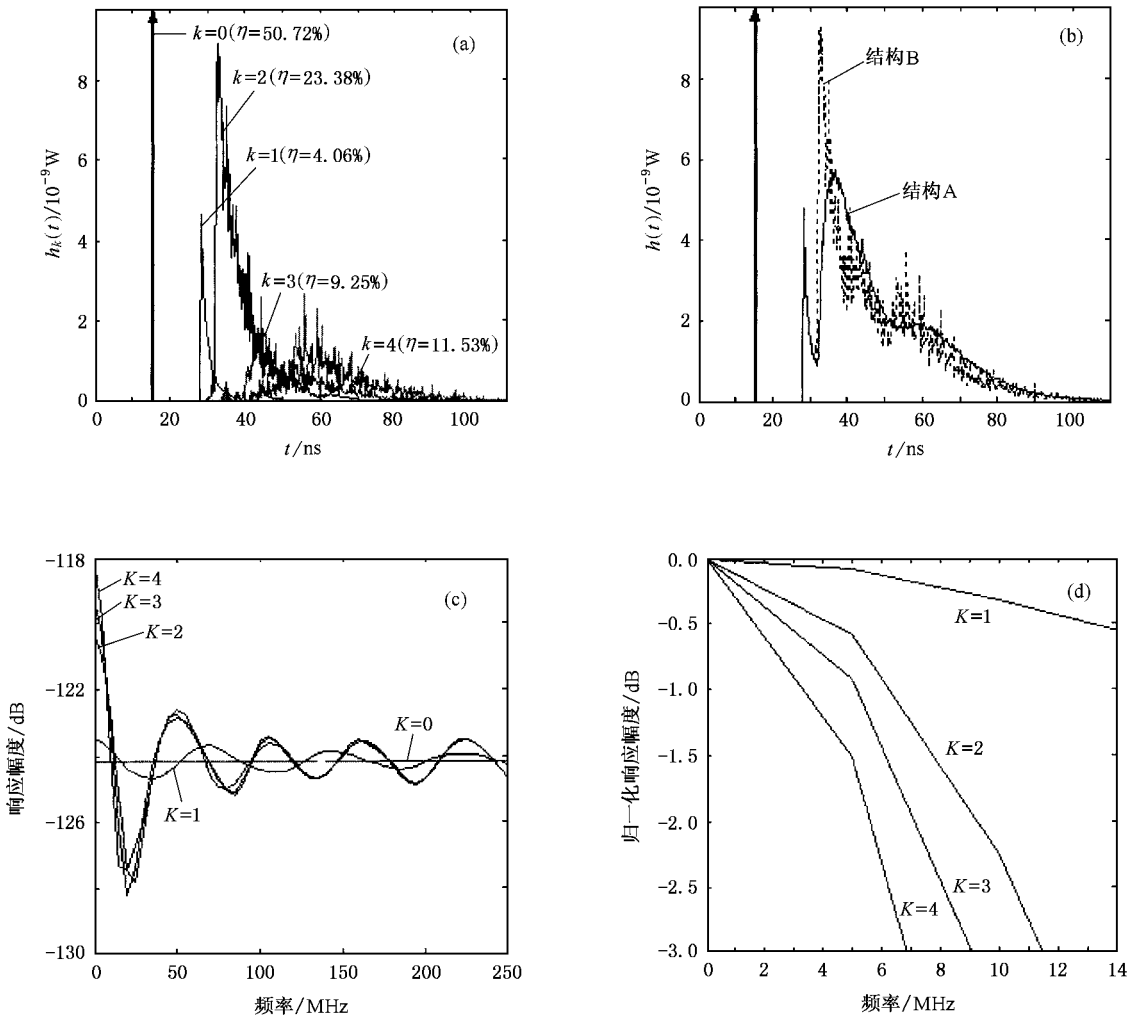 (a)
k=0(η=50.72%)
k=2(η=23.38%)
k=1(η=4.06%)
k=3(η=9.25%)
k=4(η=11.53%)
8
6
4
2
0
hₖ(t)/10⁻⁹W
0 20 40 60 80 100
t/ns
(b)
结构B
结构A
8
6
4
2
0
h(t)/10⁻⁹W
0 20 40 60 80 100
t/ns
(c)
-118
-122
-126
-130
响应幅度/dB
K=4
K=3
K=2
K=0
K=1
0 50 100 150 200 250
频率/MHz
(d)
0.0
-0.5
-1.0
-1.5
-2.0
-2.5
-3.0
归一化响应幅度/dB
K=1
K=2
K=3
K=4
0 2 4 6 8 10 12 14
频率/MHz